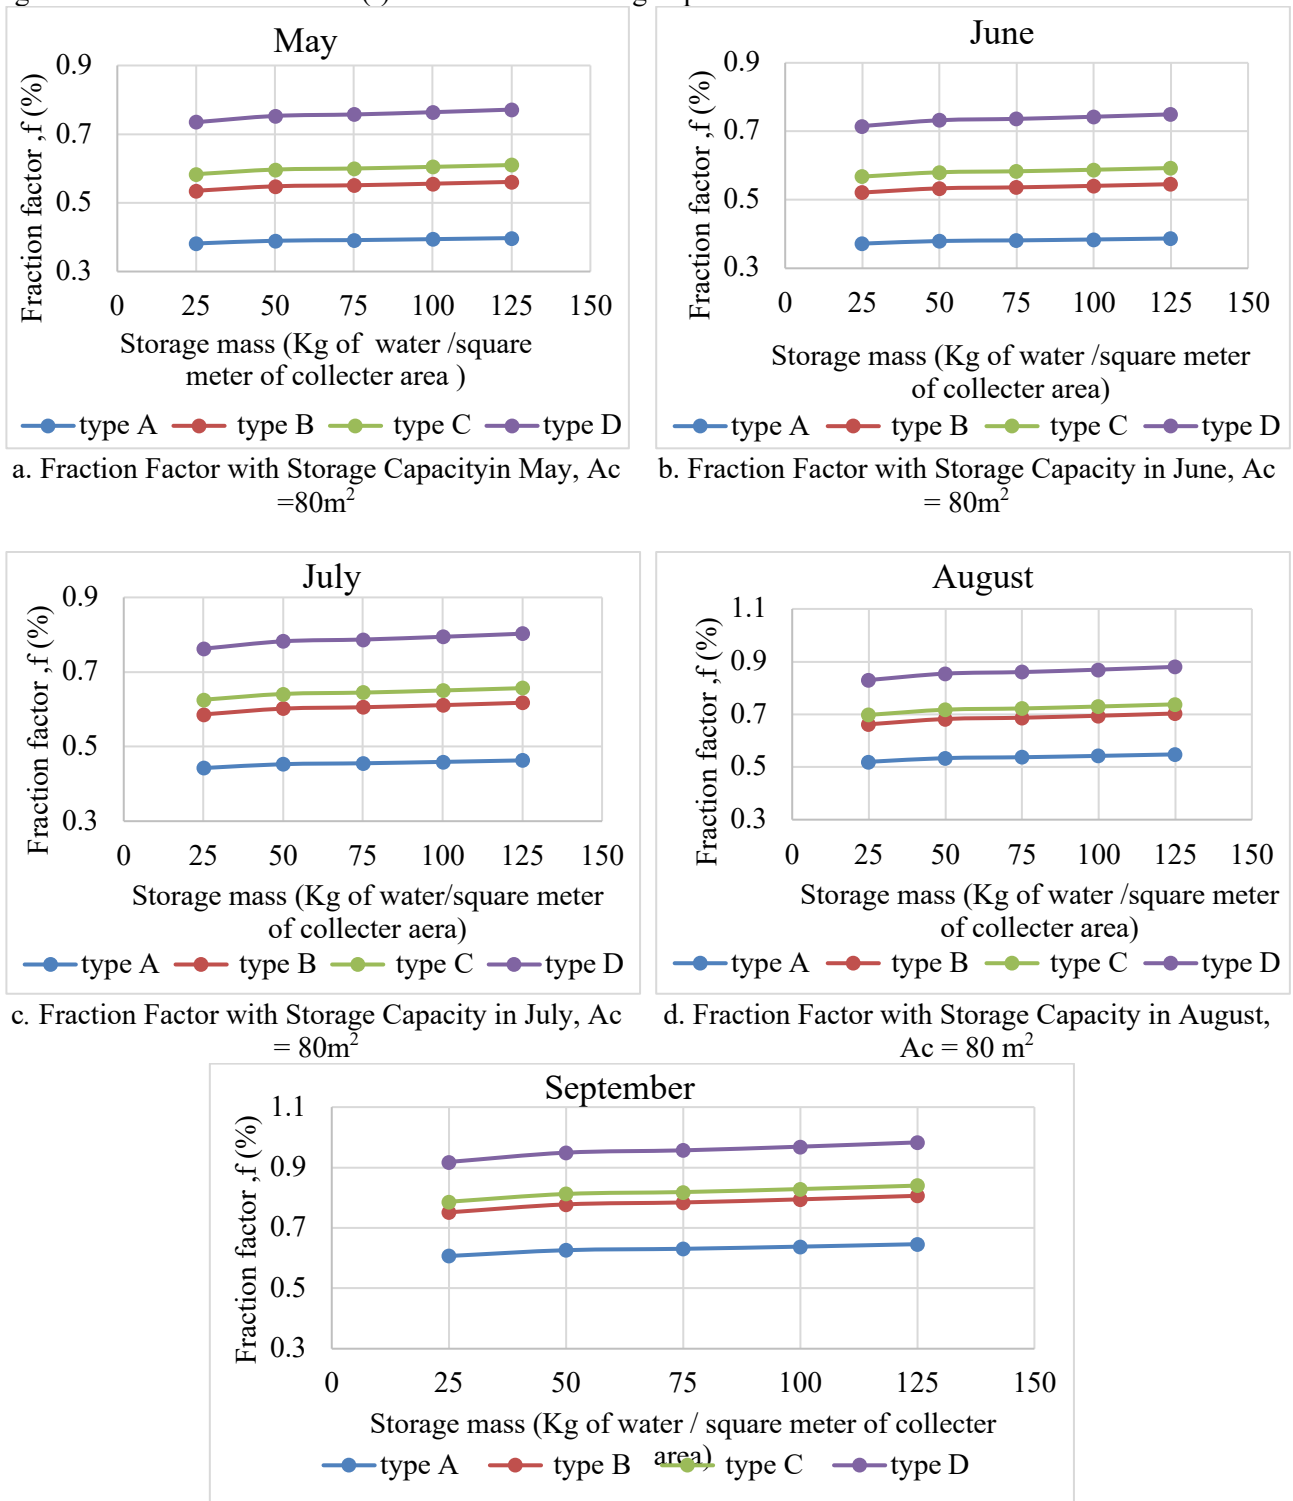 May
Fraction factor ,f (%)
0.9
0.7
0.5
0.3
0 25 50 75 100 125 150
Storage mass (Kg of water /square
meter of collecter area )
type A type B type C type D
a. Fraction Factor with Storage Capacityin May, Ac
=80m²
June
Fraction factor ,f (%)
0.9
0.7
0.5
0.3
0 25 50 75 100 125 150
Storage mass (Kg of water /square meter
of collecter area)
type A type B type C type D
b. Fraction Factor with Storage Capacity in June, Ac
= 80m²
July
Fraction factor ,f (%)
0.9
0.7
0.5
0.3
0 25 50 75 100 125 150
Storage mass (Kg of water/square meter
of collecter aera)
type A type B type C type D
c. Fraction Factor with Storage Capacity in July, Ac
= 80m²
August
Fraction factor ,f (%)
1.1
0.9
0.7
0.5
0.3
0 25 50 75 100 125 150
Storage mass (Kg of water /square meter
of collecter area)
type A type B type C type D
d. Fraction Factor with Storage Capacity in August,
Ac = 80 m²
September
Fraction factor ,f (%)
1.1
0.9
0.7
0.5
0.3
0 25 50 75 100 125 150
Storage mass (Kg of water / square meter of collecter
area)
type A type B type C type D